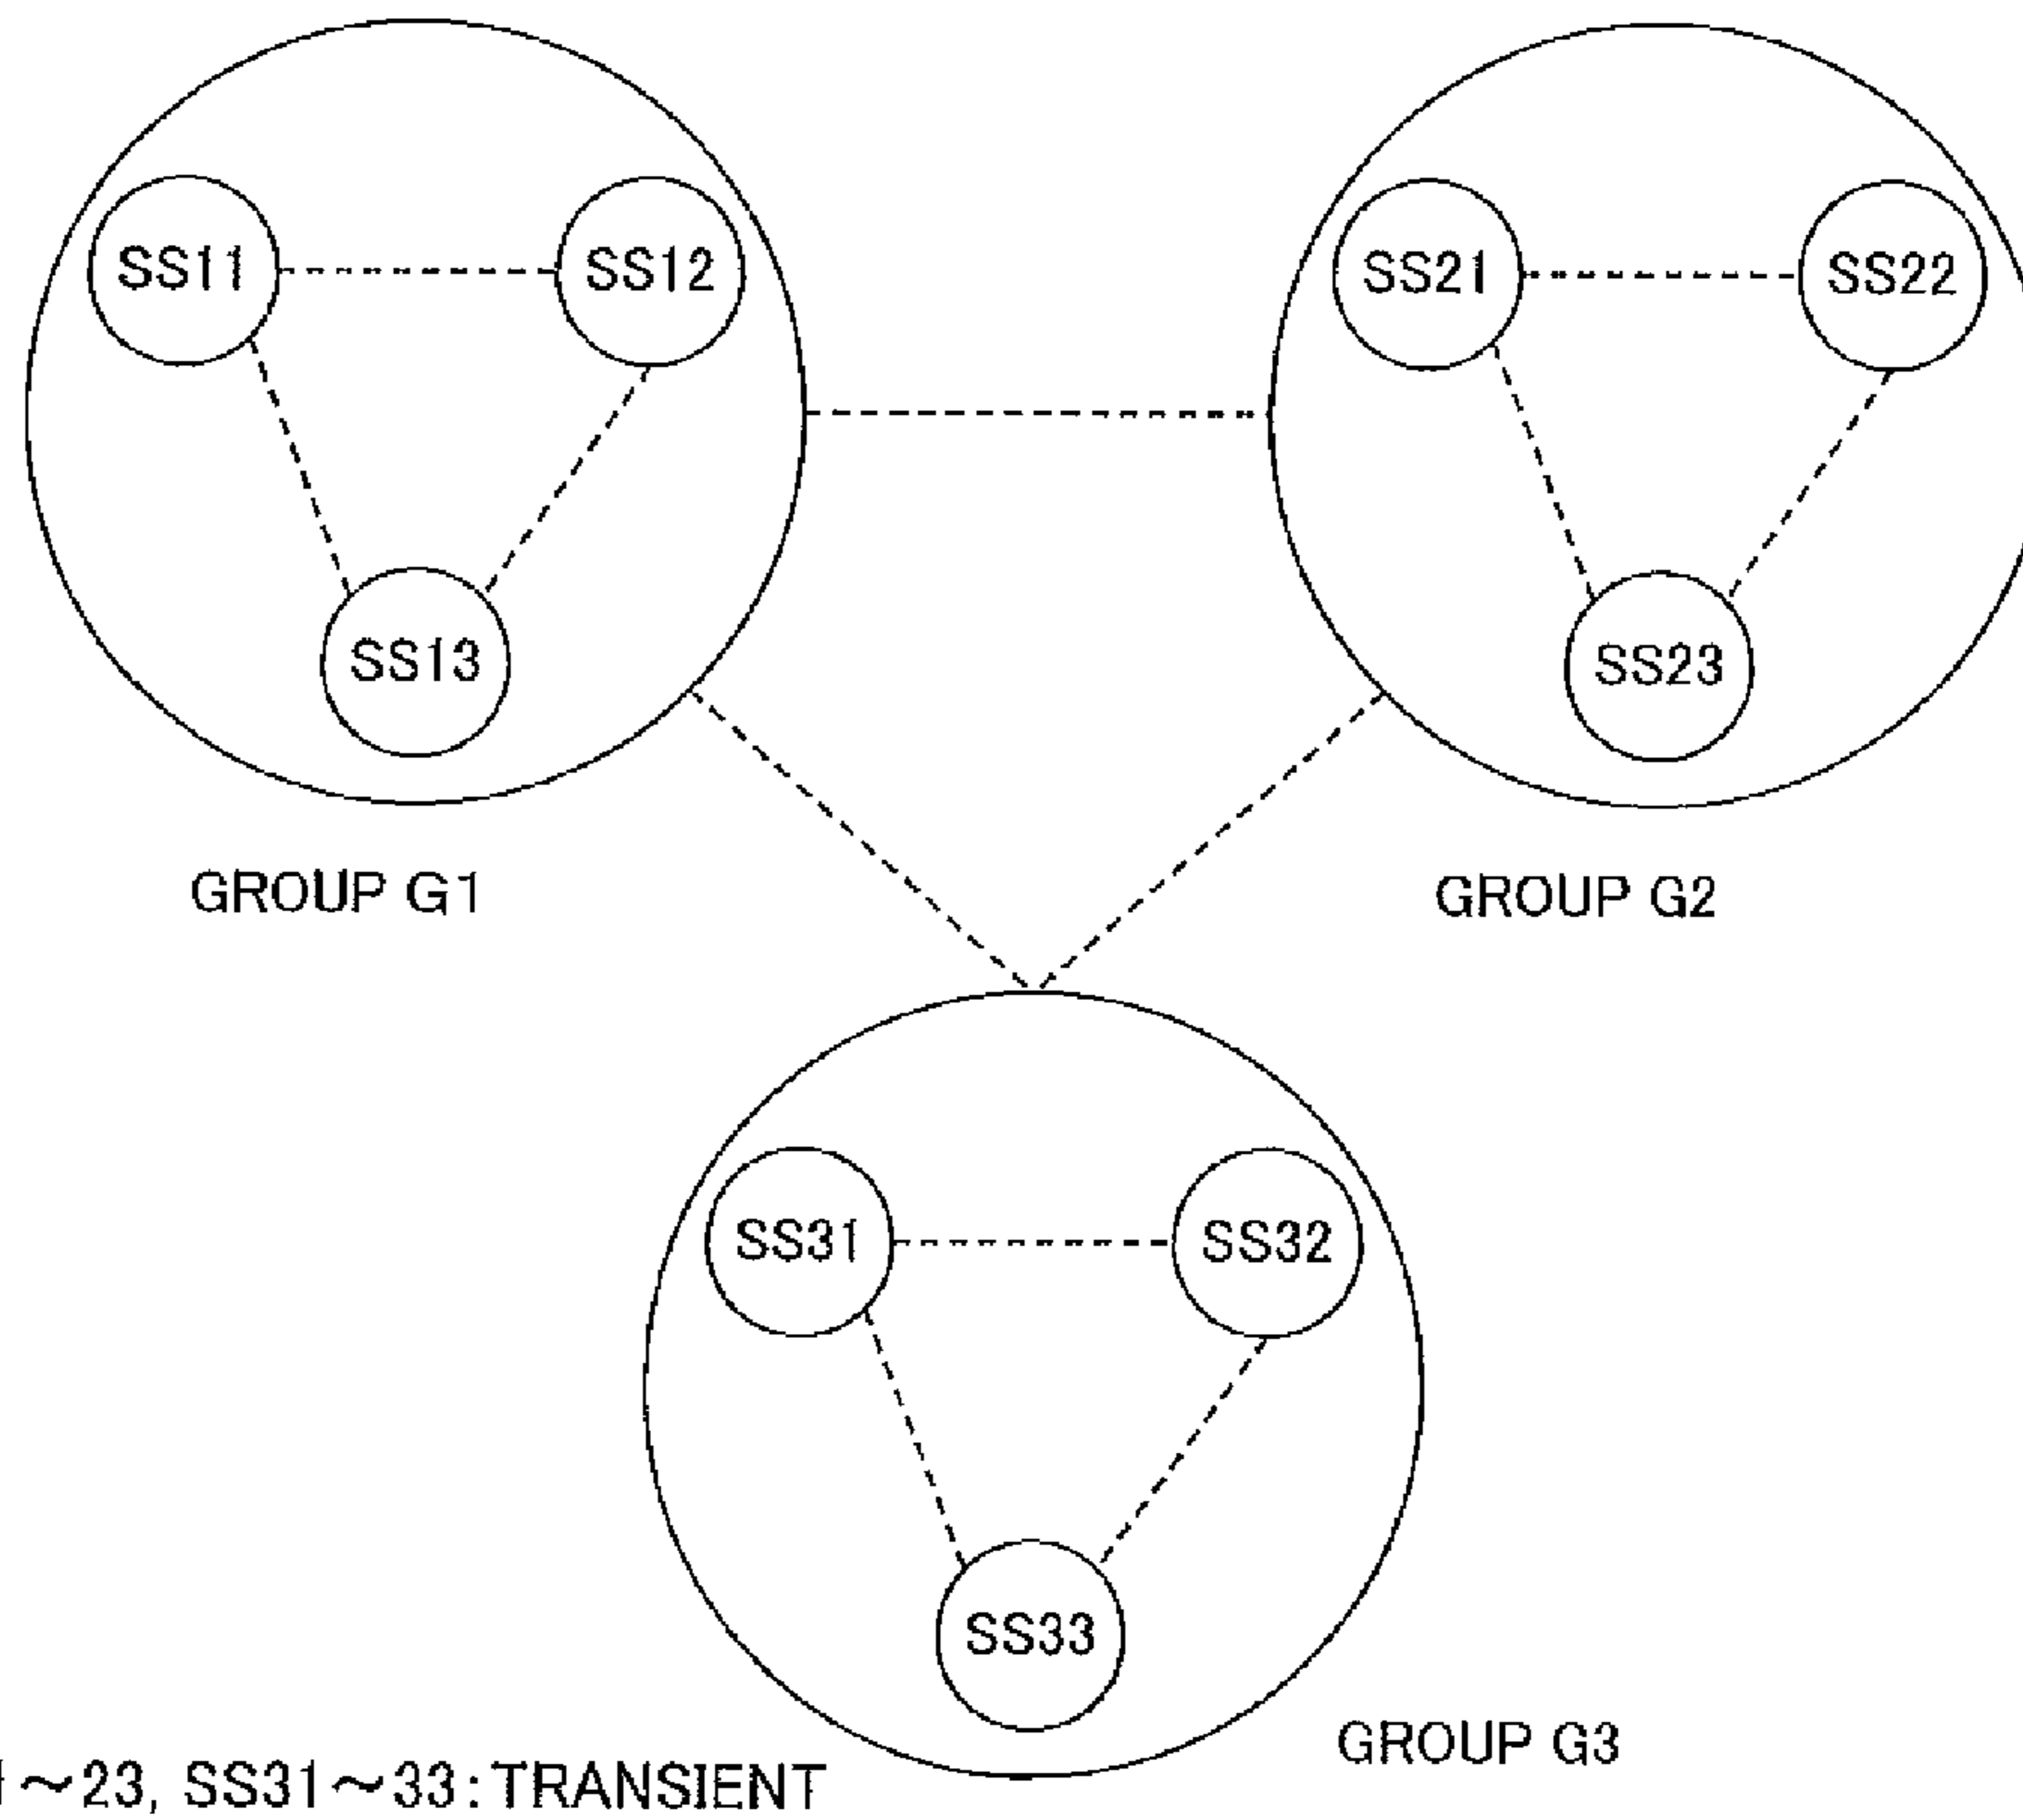 SS11 SS12 SS21 SS22
SS13 SS23
GROUP G1 GROUP G2
SS31 SS32
SS33
GROUP G3
~23, SS31~33:TRANSIENT